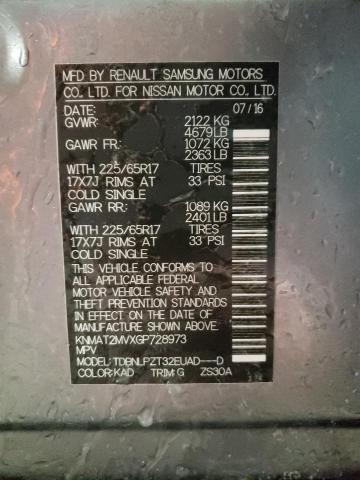 MFD BY RENAULT SAMSUNG MOTORS
CO., LTD. FOR NISSAN MOTOR CO., LTD.
DATE: 07/16
GVWR: 2122 KG
4679 LB
GAWR FR: 1072 KG
2363 LB
WITH 225/65R17 TIRES
17X7J RIMS AT 33 PSI
COLD SINGLE
GAWR RR: 1089 KG
2401 LB
WITH 225/65R17 TIRES
17X7J RIMS AT 33 PSI
COLD SINGLE
THIS VEHICLE CONFORMS TO
ALL APPLICABLE FEDERAL
MOTOR VEHICLE SAFETY AND
THEFT PREVENTION STANDARDS
IN EFFECT ON THE DATE OF
MANUFACTURE SHOWN ABOVE
KNMAT2MVXGP728973
MPV
MODEL: TDBNLPZT32EUAD---D
COLOR: KAD TRIM: G ZS30A